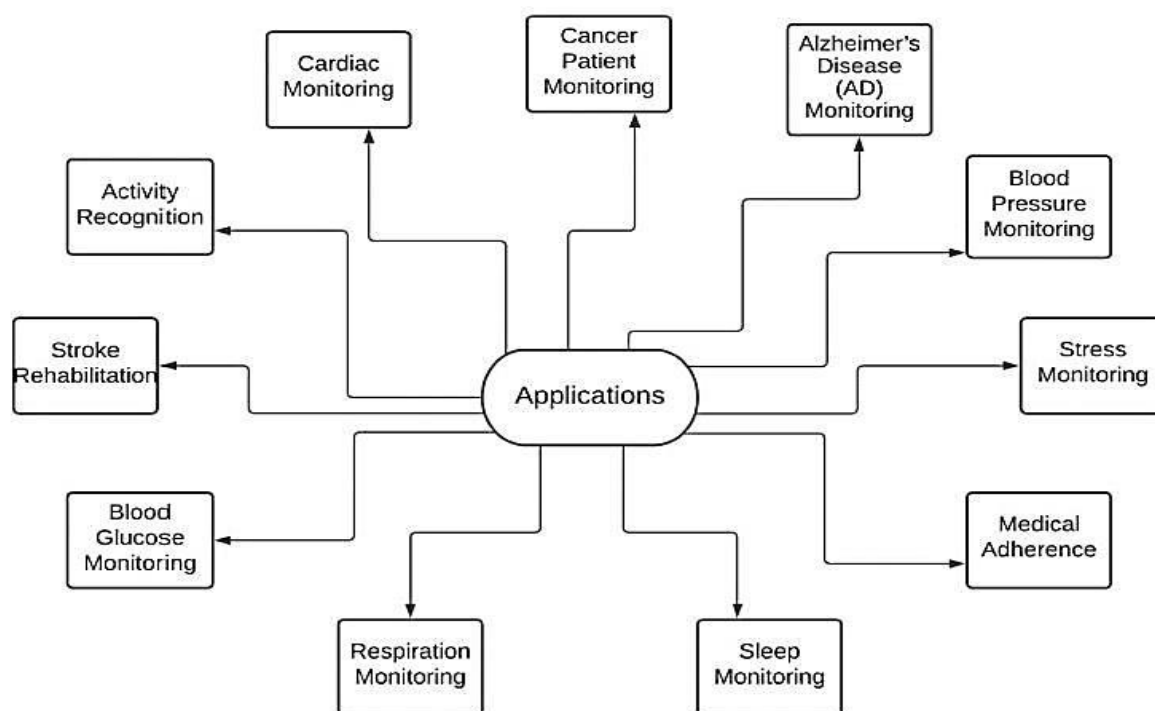 Cardiac
Monitoring
Cancer
Patient
Monitoring
Alzheimer's
Disease
(AD)
Monitoring
Activity
Recognition
Blood
Pressure
Monitoring
Stroke
Rehabilitation
Applications
Stress
Monitoring
Blood
Glucose
Monitoring
Medical
Adherence
Respiration
Monitoring
Sleep
Monitoring